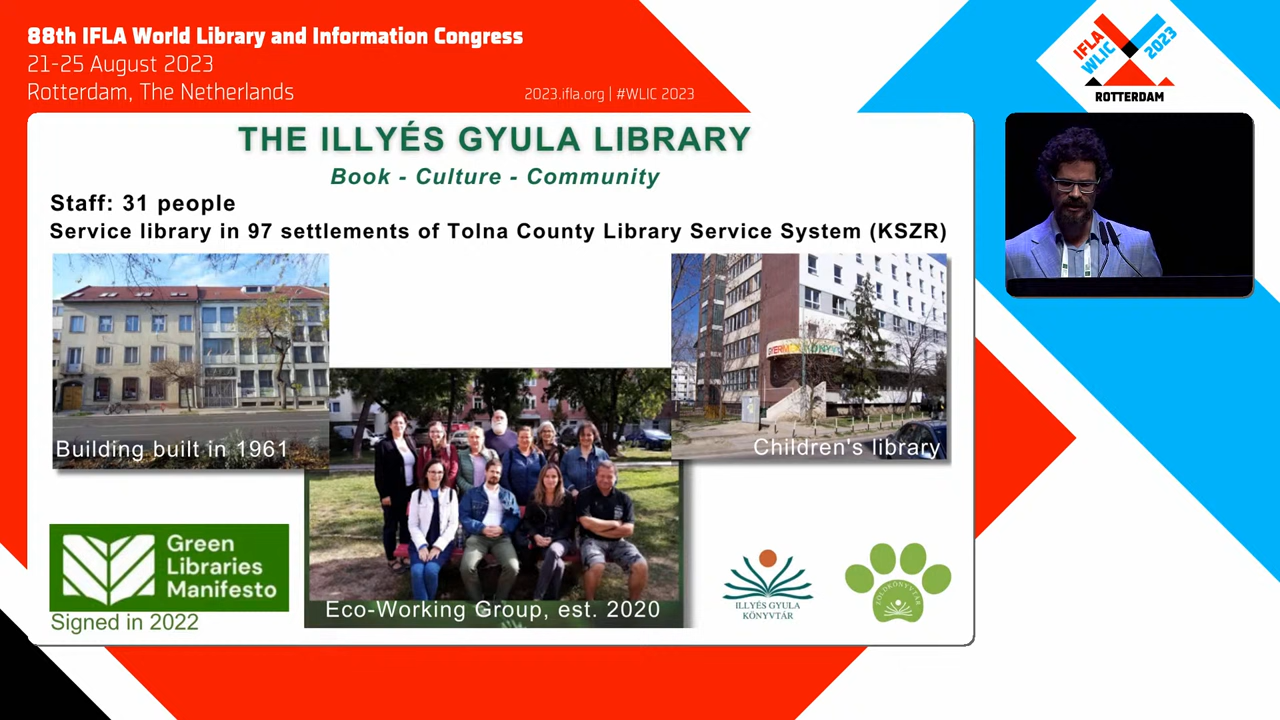 88th IFLA World Library and Information Congress
21-25 August 2023
Rotterdam, The Netherlands
2023.ifla.org | #WLIC 2023
IFLA
WLIC
2023
ROTTERDAM
THE ILLYÉS GYULA LIBRARY
Book - Culture - Community
Staff: 31 people
Service library in 97 settlements of Tolna County Library Service System (KSZR)
Building built in 1961
Children's library
Green
Libraries
Manifesto
Signed in 2022
Eco-Working Group, est. 2020
ILLYÉS GYULA
KÖNYVTÁR
FÖLDKÖNYVTÁR